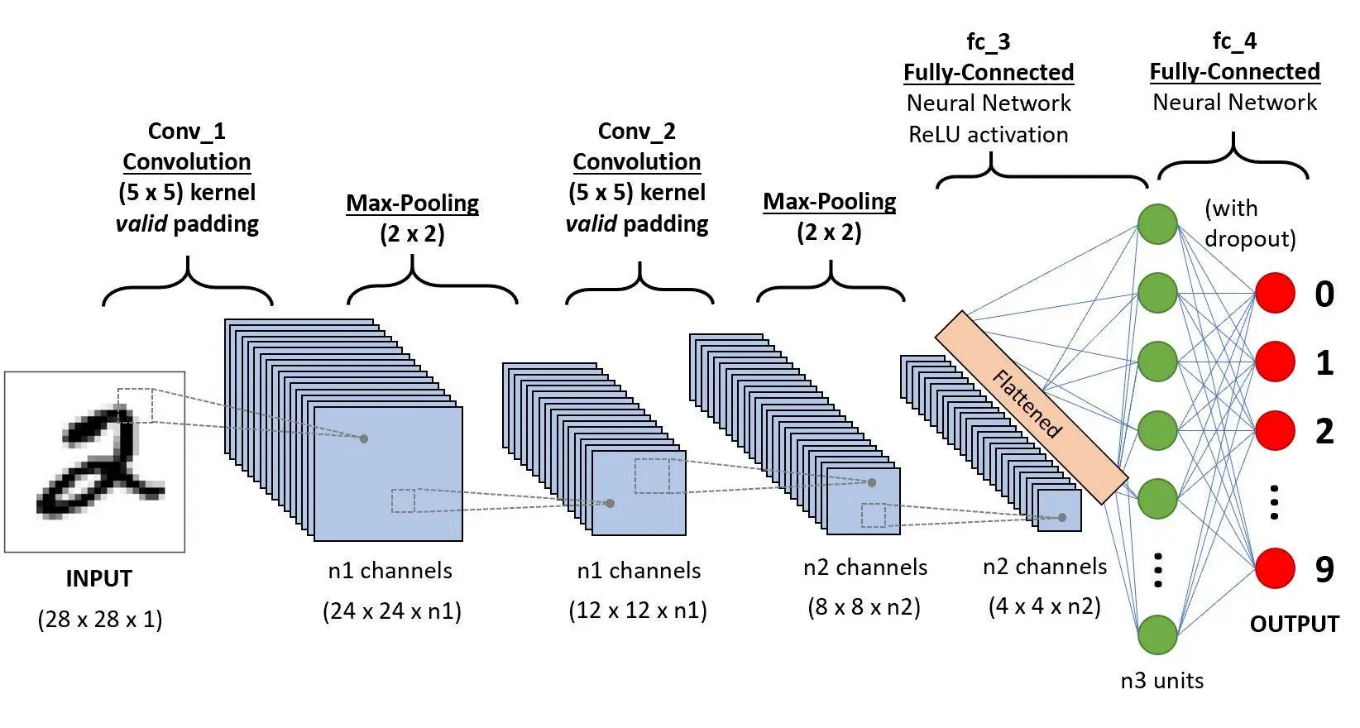 Conv_1
Convolution
(5 x 5) kernel
valid padding
Max-Pooling
(2 x 2)
Conv_2
Convolution
(5 x 5) kernel
valid padding
Max-Pooling
(2 x 2)
fc_3
Fully-Connected
Neural Network
ReLU activation
fc_4
Fully-Connected
Neural Network
(with
dropout)
Flattened
0
1
2
9
OUTPUT
2
INPUT
(28 x 28 x 1)
n1 channels
(24 x 24 x n1)
n1 channels
(12 x 12 x n1)
n2 channels
(8 x 8 x n2)
n2 channels
(4 x 4 x n2)
n3 units